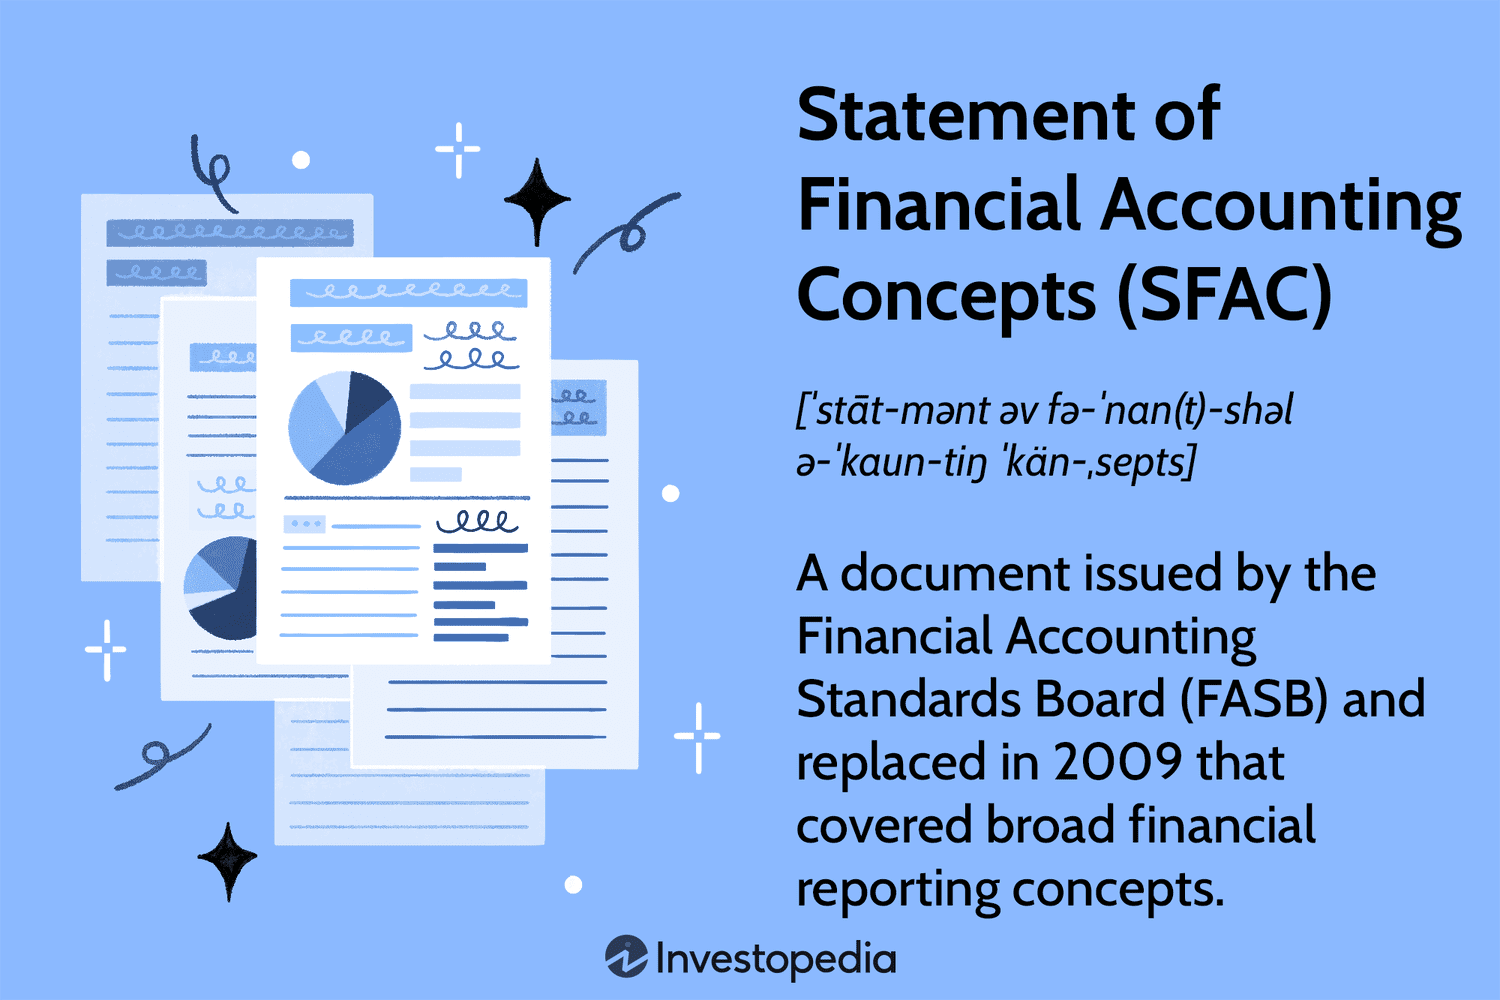 Statement of
Financial Accounting
Concepts (SFAC)
[ˈstāt-mənt əv fə-ˈnan(t)-shəl
ə-ˈkaun-tiŋ ˈkän-ˌsepts]
A document issued by the
Financial Accounting
Standards Board (FASB) and
replaced in 2009 that
covered broad financial
reporting concepts.
Investopedia